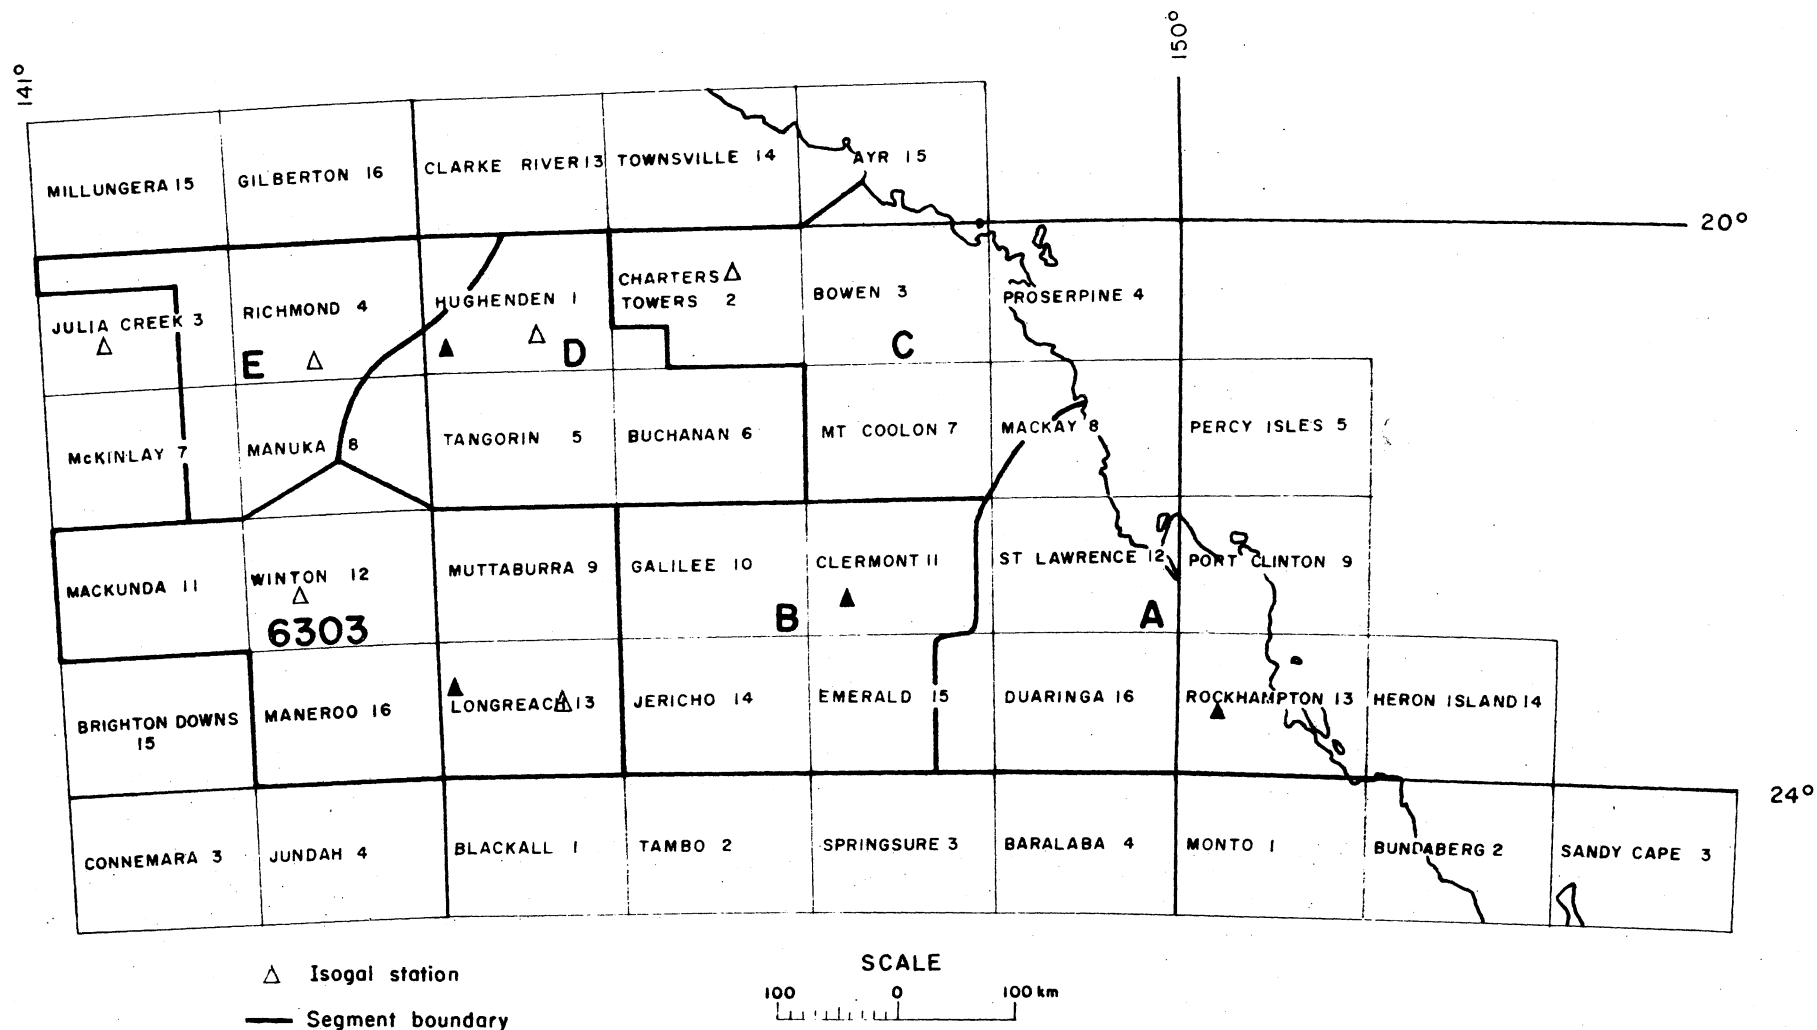 141°
150°
MILLUNGERA 15
GILBERTON 16
CLARKE RIVER 13
TOWNSVILLE 14
AYR 15
20°
JULIA CREEK 3
RICHMOND 4
HUGHENDEN 1
CHARTERS
TOWERS 2
BOWEN 3
PROSERPINE 4
E
D
C
McKINLAY 7
MANUKA 8
TANGORIN 5
BUCHANAN 6
MT COOLON 7
MACKAY 8
PERCY ISLES 5
MACKUNDA 11
WINTON 12
MUTTABURRA 9
GALILEE 10
CLERMONT 11
ST LAWRENCE 12
PORT CLINTON 9
6303
B
A
BRIGHTON DOWNS
15
MANEROO 16
LONGREACH 13
JERICHO 14
EMERALD 15
DUARINGA 16
ROCKHAMPTON 13
HERON ISLAND 14
24°
CONNEMARA 3
JUNDAH 4
BLACKALL 1
TAMBO 2
SPRINGSURE 3
BARALABA 4
MONTO 1
BUNDABERG 2
SANDY CAPE 3
Isogal station
Segment boundary
SCALE
100 0 100 km